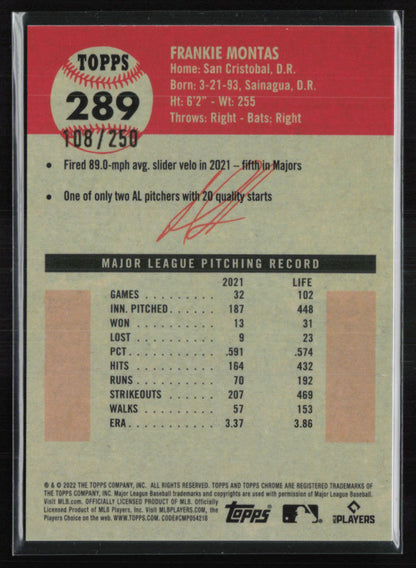 TOPPS
289
108/250
FRANKIE MONTAS
Home: San Cristobal, D.R.
Born: 3-21-93, Sainagua, D.R.
Ht: 6'2" - Wt: 255
Throws: Right - Bats: Right
• Fired 89.0-mph avg. slider velo in 2021 – fifth in Majors
• One of only two AL pitchers with 20 quality starts
MAJOR LEAGUE PITCHING RECORD
2021 LIFE
GAMES . . . . . . . . . . 32 102
INN. PITCHED. . . . . . . 187 448
WON . . . . . . . . . . 13 31
LOST . . . . . . . . . . 9 23
PCT. . . . . . . . . . . .591 .574
HITS . . . . . . . . . . 164 432
RUNS . . . . . . . . . . 70 192
STRIKEOUTS . . . . . . . 207 469
WALKS . . . . . . . . . 57 153
ERA . . . . . . . . . . . 3.37 3.86
® & © 2022 THE TOPPS COMPANY, INC. ALL RIGHTS RESERVED. TOPPS AND TOPPS CHROME ARE REGISTERED TRADEMARKS OF
THE TOPPS COMPANY, INC. Major League Baseball trademarks and copyrights are used with permission of Major League Baseball.
Visit MLB.com. OFFICIALLY LICENSED PRODUCT OF MLB. Officially
Licensed Product of MLB Players, Inc. Visit MLBPLAYERS.COM, the
Players Choice on the web. WWW.TOPPS.COM. CODE#CMP054218
Topps
PLAYERS